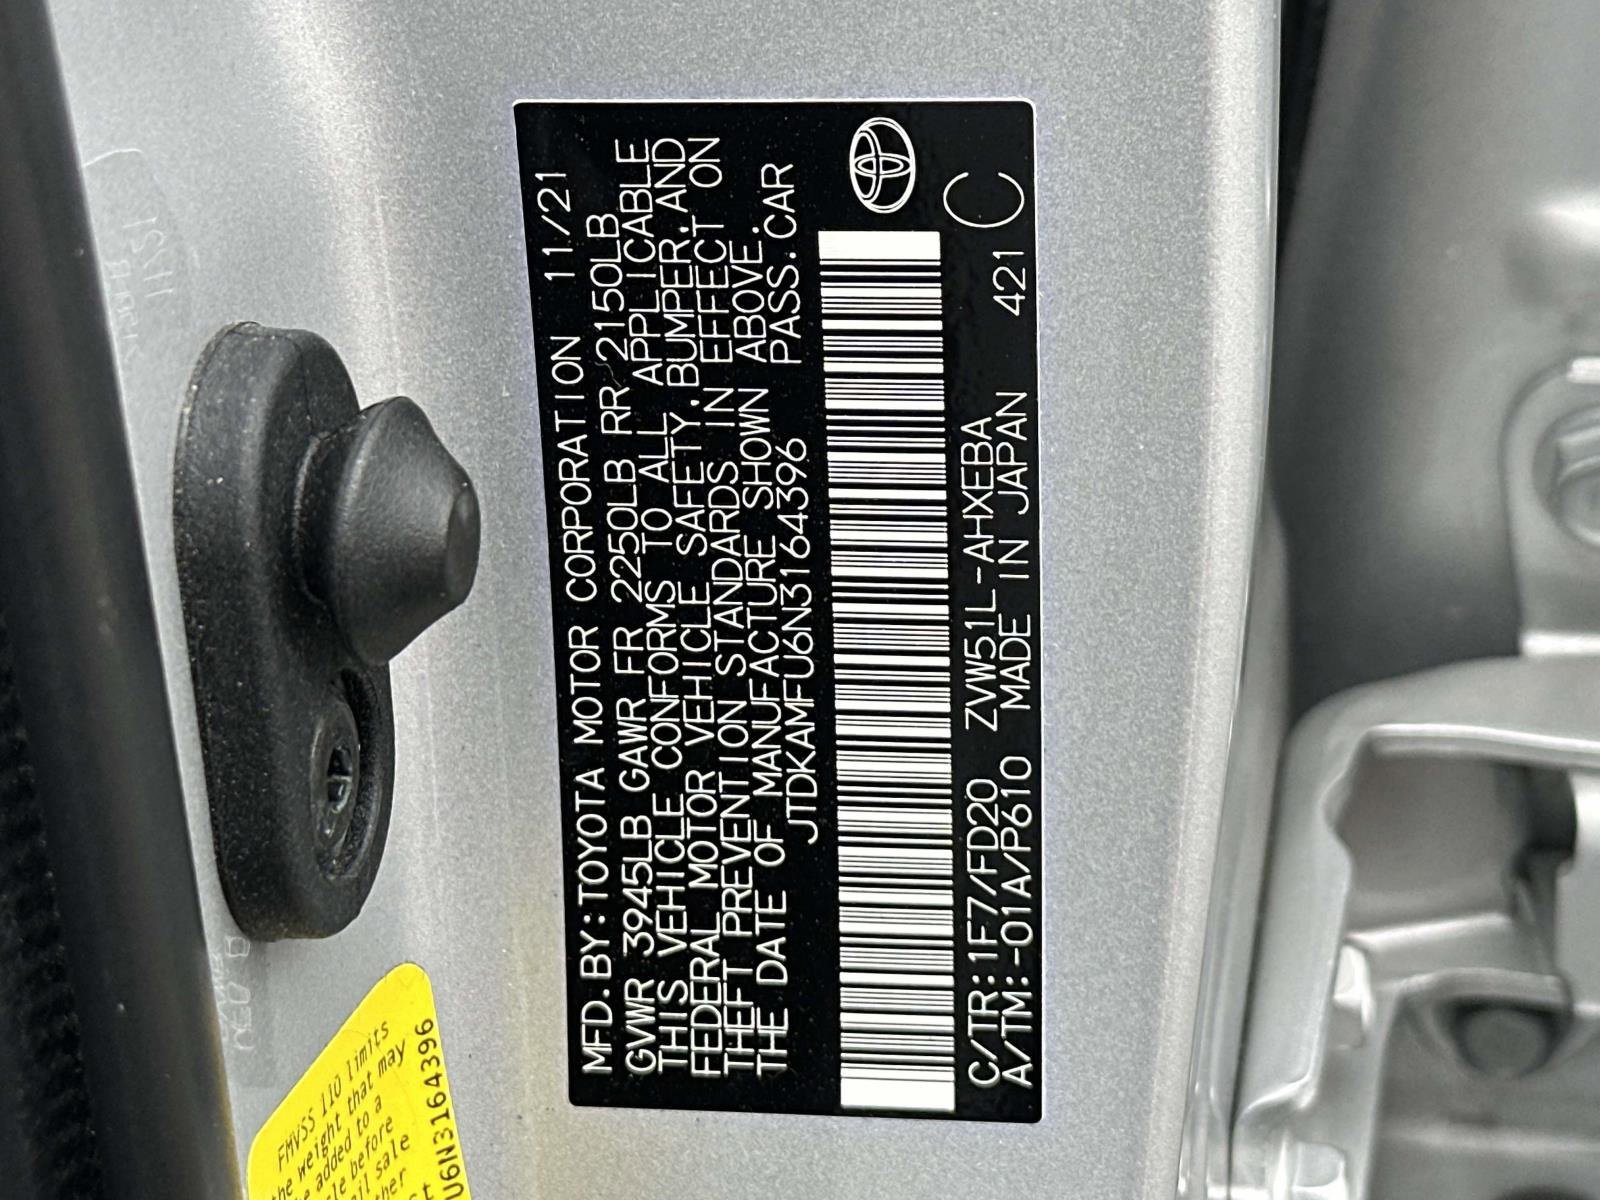 MFD.BY:TOYOTA MOTOR CORPORATION 11/21
GVWR 3945LB GAWR FR 2250LB RR 2150LB
THIS VEHICLE CONFORMS TO ALL APPLICABLE
FEDERAL MOTOR VEHICLE SAFETY,BUMPER,AND
THEFT PREVENTION STANDARDS IN EFFECT ON
THE DATE OF MANUFACTURE SHOWN ABOVE.
JTDKAMFU6N3164396 PASS.CAR
C/TR:1F7/FD20 ZVW51L-AHXEBA
A/TM:-01A/P610 MADE IN JAPAN 421
C
FMVSS 110 limits
the weight that may
be added to a
before
sale
U6N3164396